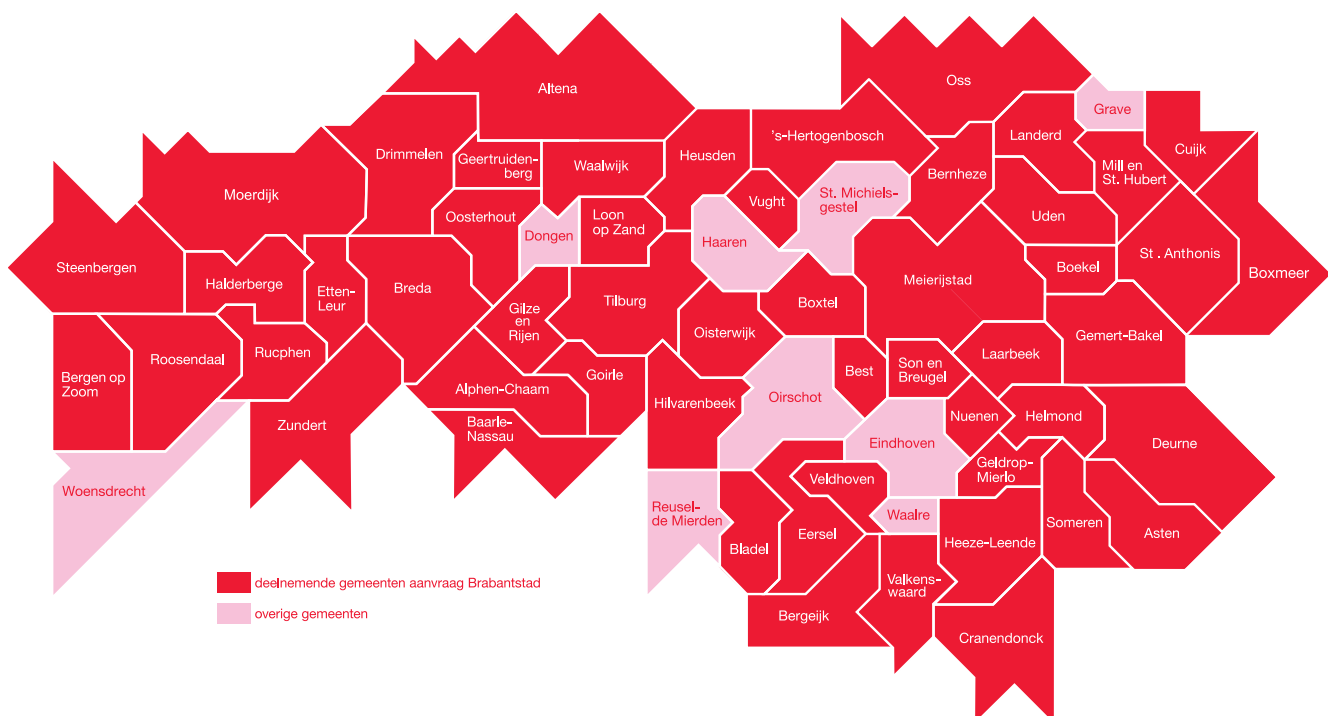 Altena
Oss
Grave
's-Hertogenbosch
Landerd
Cuijk
Drimmelen
Geertruiden-
berg
Waalwijk
Heusden
Bernheze
Mill en
St. Hubert
Moerdijk
Vught
St. Michiels-
gestel
Oosterhout
Loon
op Zand
Uden
Dongen
Haaren
Steenbergen
Halderberge
Etten-
Leur
Breda
Tilburg
Boxtel
Meierijstad
Boekel
St . Anthonis
Boxmeer
Gilze
en
Rijen
Oisterwijk
Gemert-Bakel
Bergen op
Zoom
Roosendaal
Rucphen
Laarbeek
Son en
Breugel
Best
Alphen-Chaam
Goirle
Hilvarenbeek
Oirschot
Nuenen
Helmond
Zundert
Baarle-
Nassau
Eindhoven
Deurne
Woensdrecht
Veldhoven
Geldrop-
Mierlo
Reusel-
de Mierden
Waalre
Bladel
Eersel
Heeze-Leende
Someren
Asten
deelnemende gemeenten aanvraag Brabantstad
overige gemeenten
Valkens-
waard
Bergeijk
Cranendonck